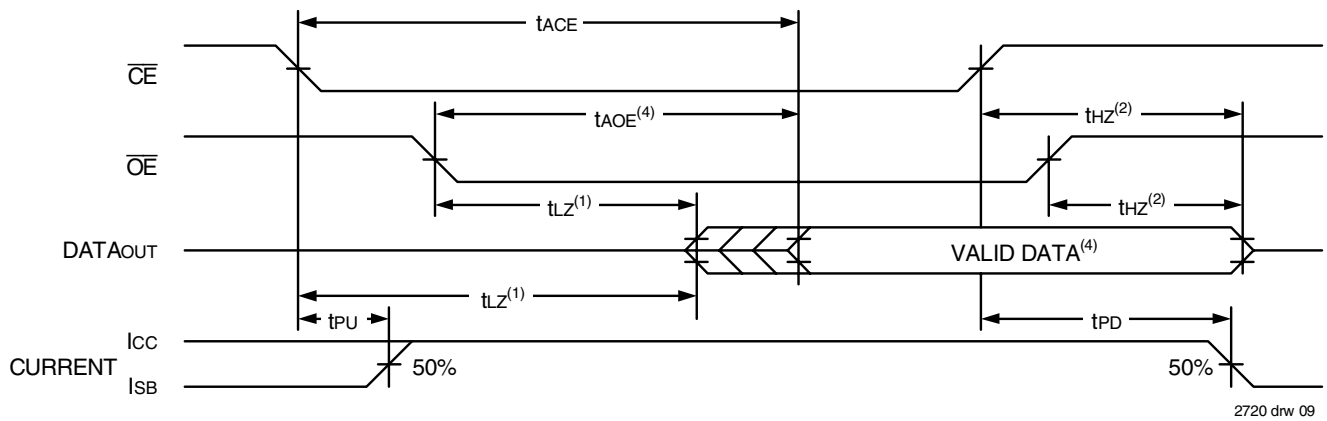 tACE
CE
tAOE(4)
tHZ(2)
OE
tLZ(1)
tHZ(2)
DATAOUT
VALID DATA(4)
tLZ(1)
tPU
tPD
ICC
CURRENT
50%
50%
ISB
2720 drw 09